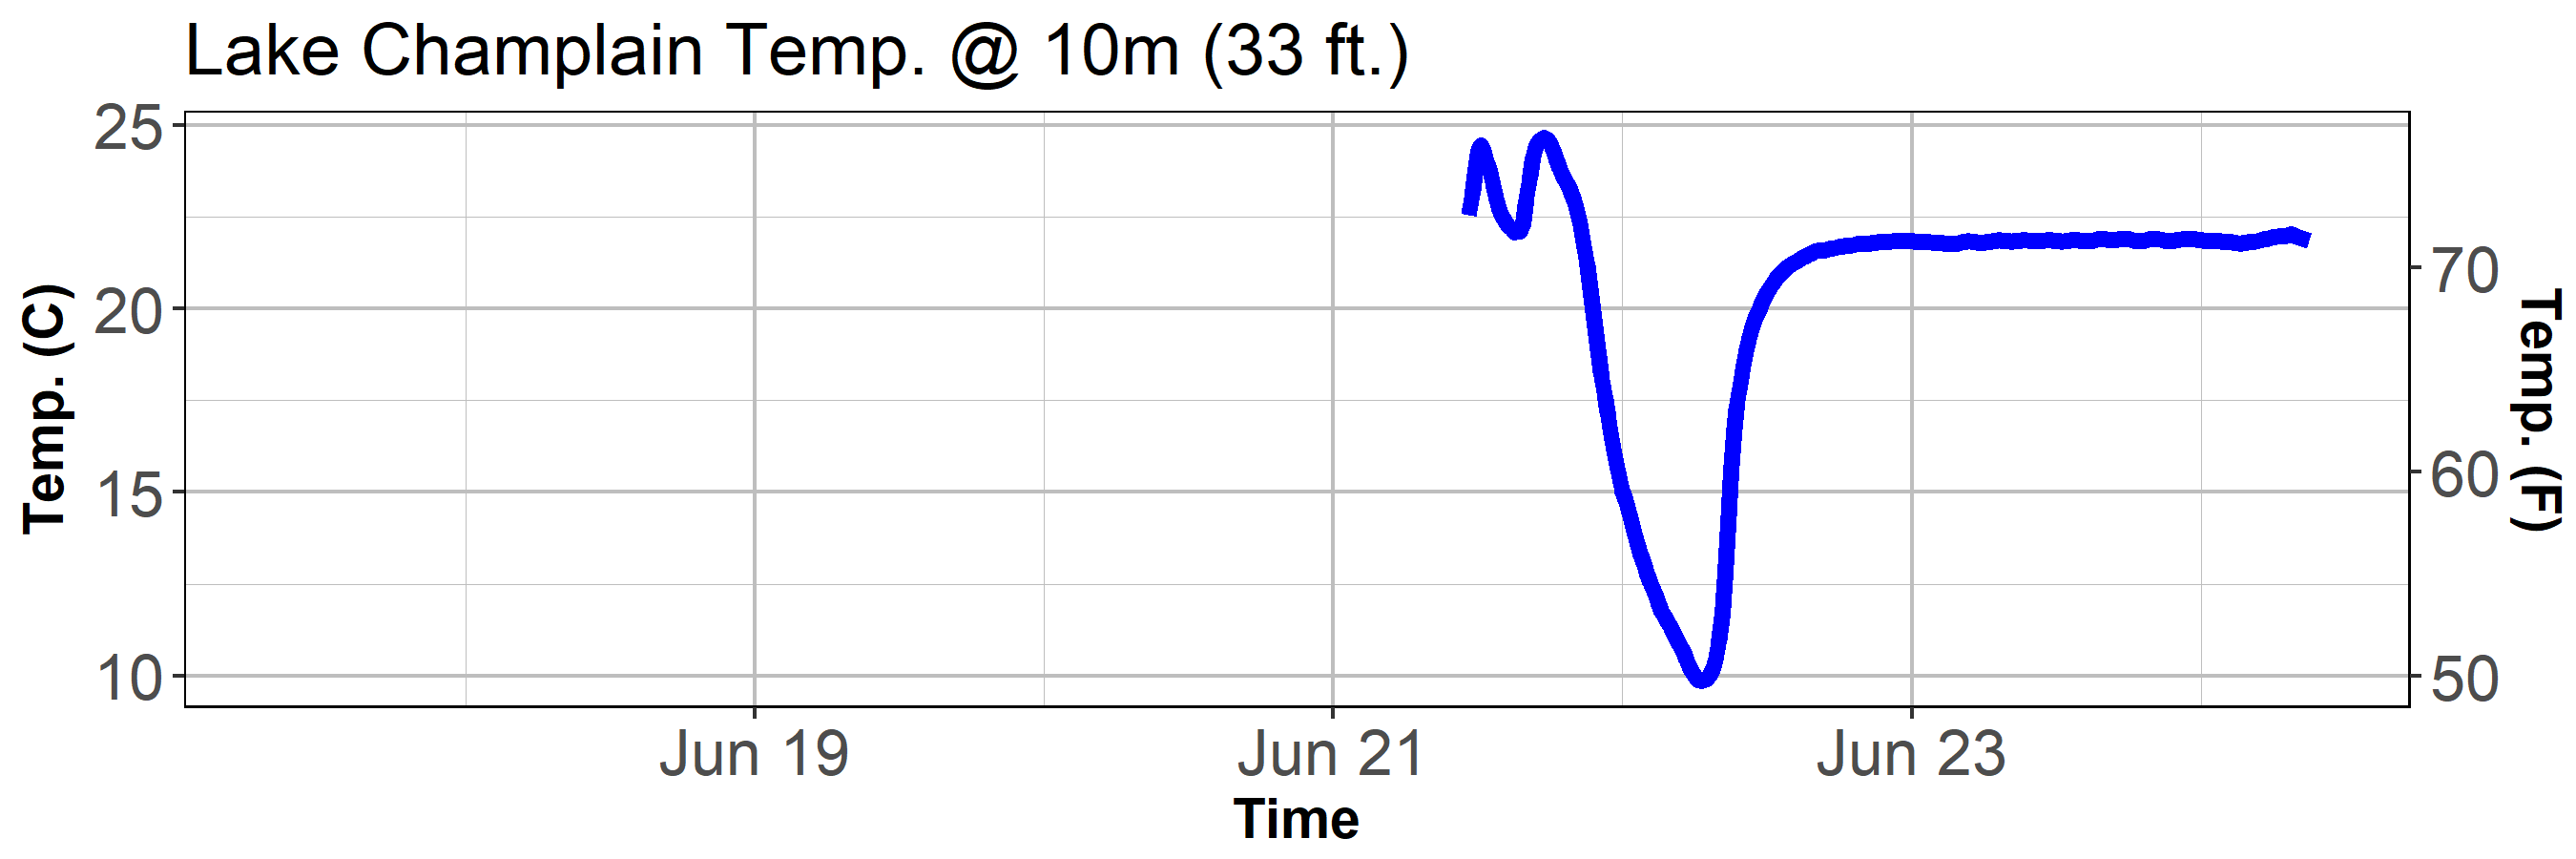 Lake Champlain Temp. @ 10m (33 ft.)
25
20
15
10
Temp. (C)
70
60
50
Temp. (F)
Jun 19
Jun 21
Jun 23
Time